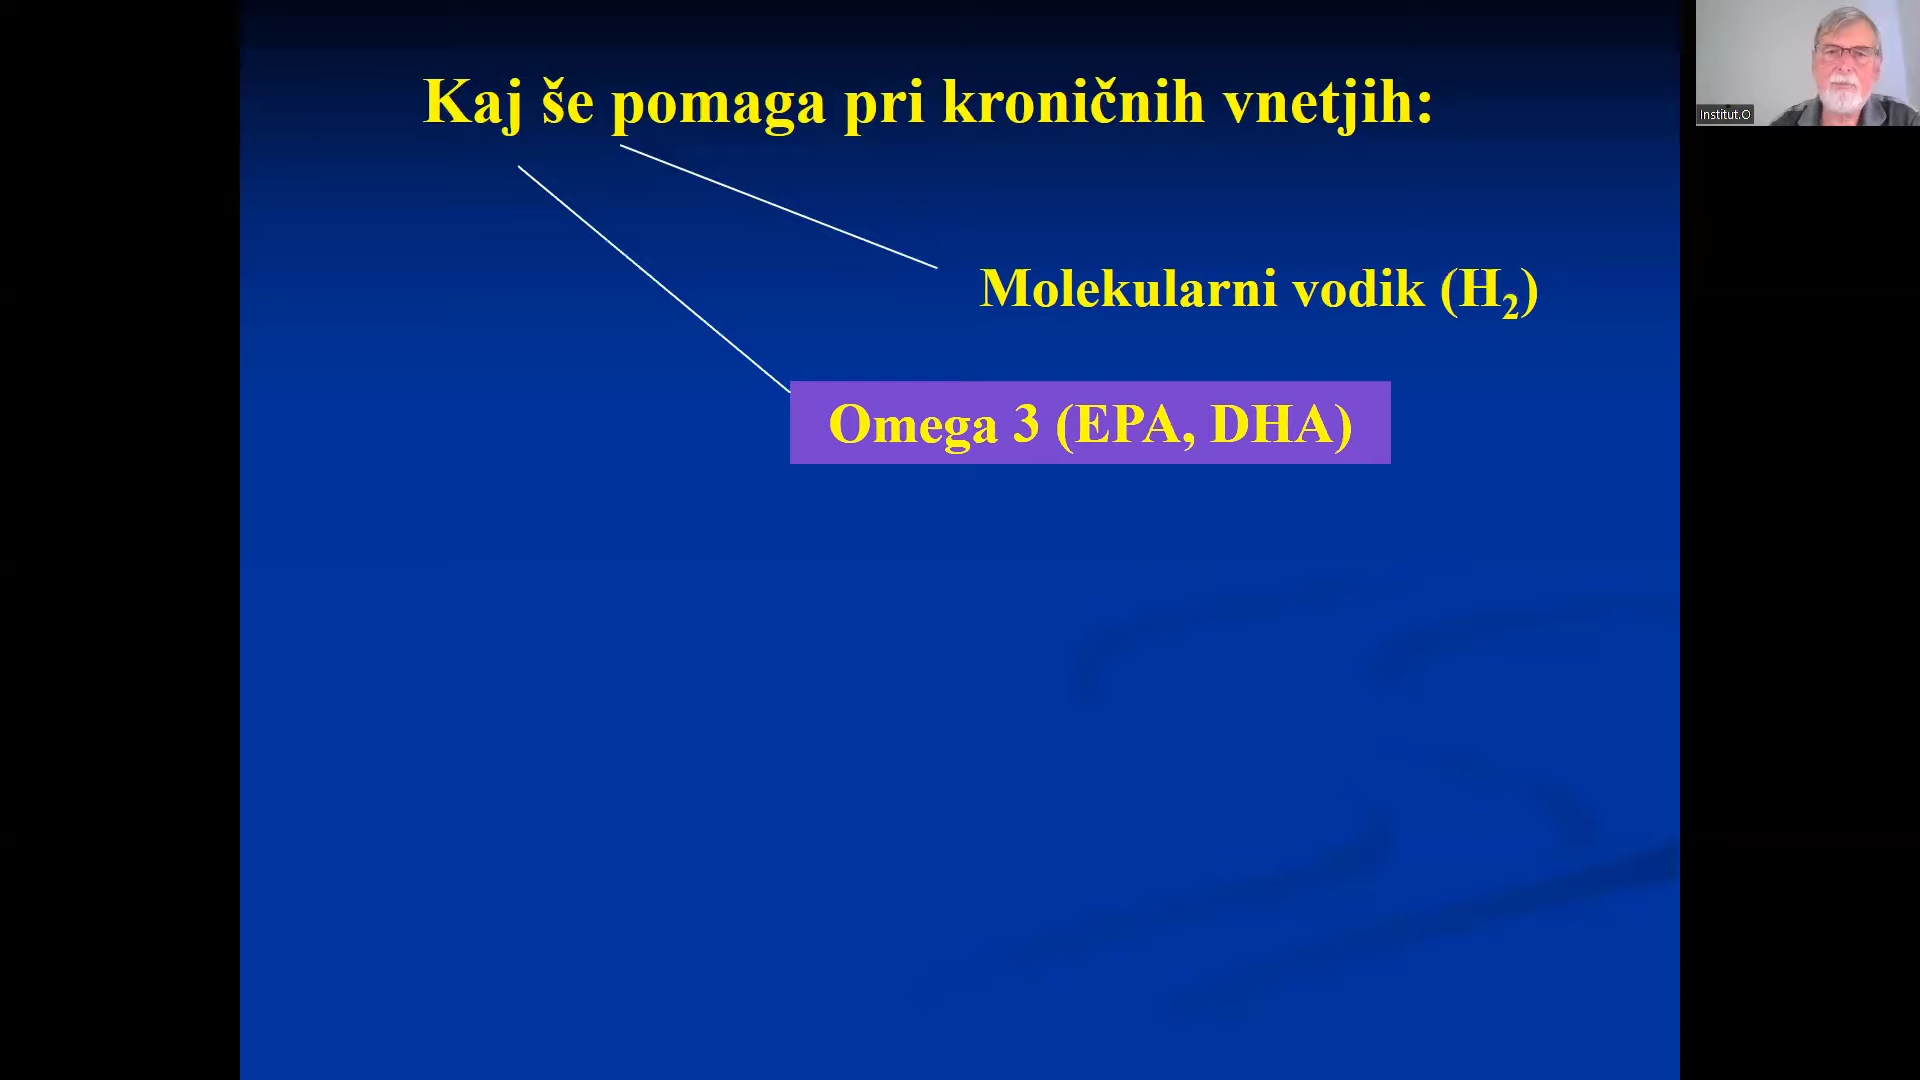 Kaj še pomaga pri kroničnih vnetjih:
Molekularni vodik (H₂)
Omega 3 (EPA, DHA)
Institut.O